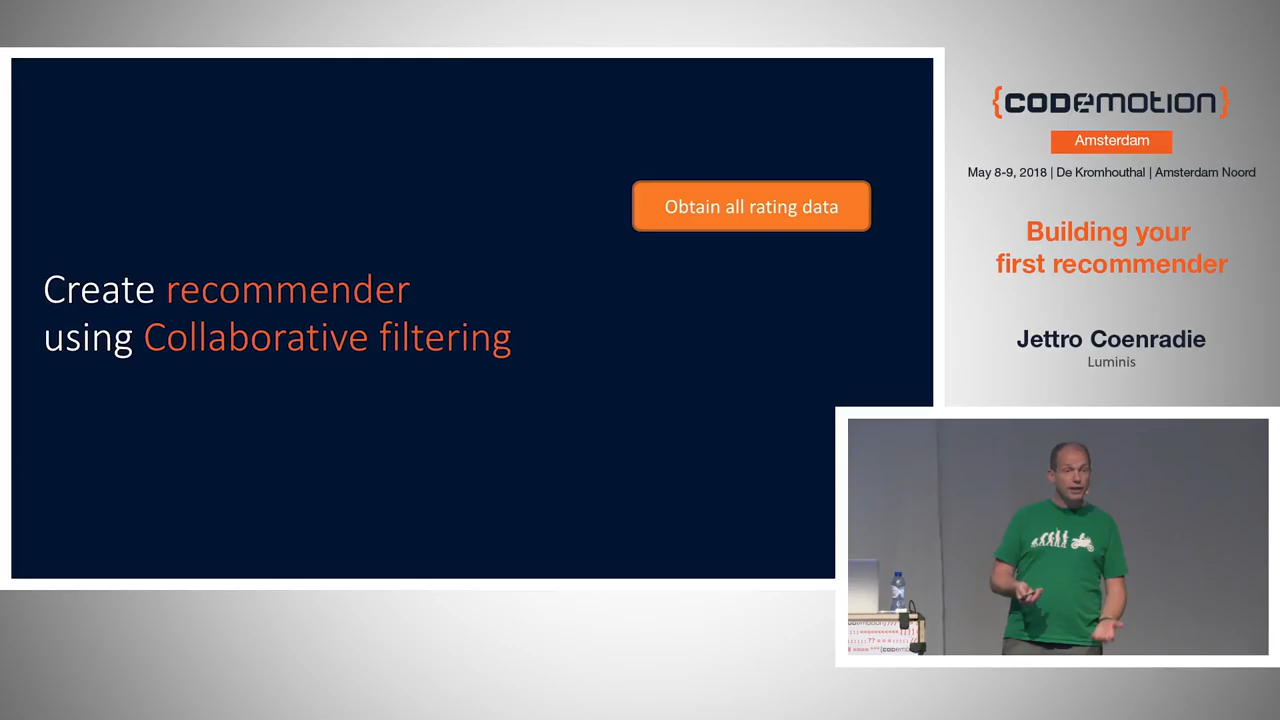 Obtain all rating data
Create recommender
using Collaborative filtering
{CODEMOTION}
Amsterdam
May 8-9, 2018 | De Kromhouthal | Amsterdam Noord
Building your
first recommender
Jettro Coenradie
Luminis